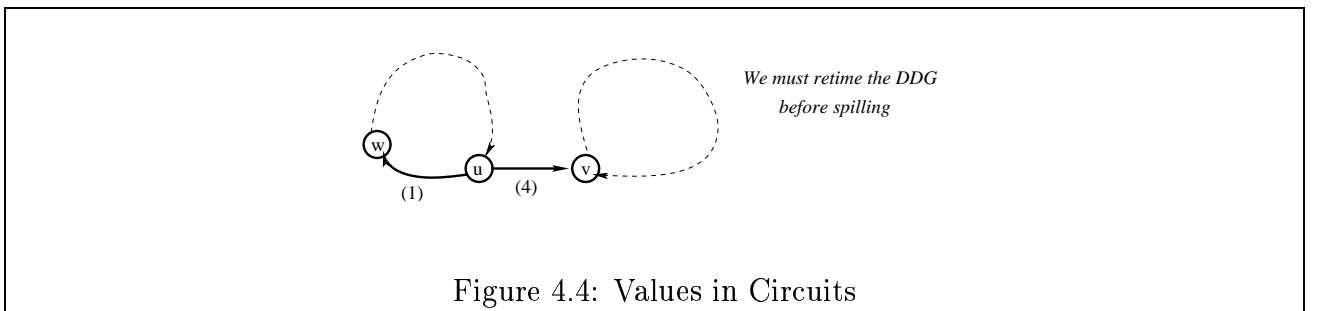 We must retime the DDG
before spilling
w
u
v
(1)
(4)
Figure 4.4: Values in Circuits